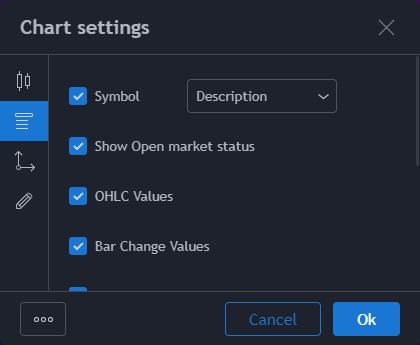 Chart settings
Symbol
Description
Show Open market status
OHLC Values
Bar Change Values
Cancel
Ok